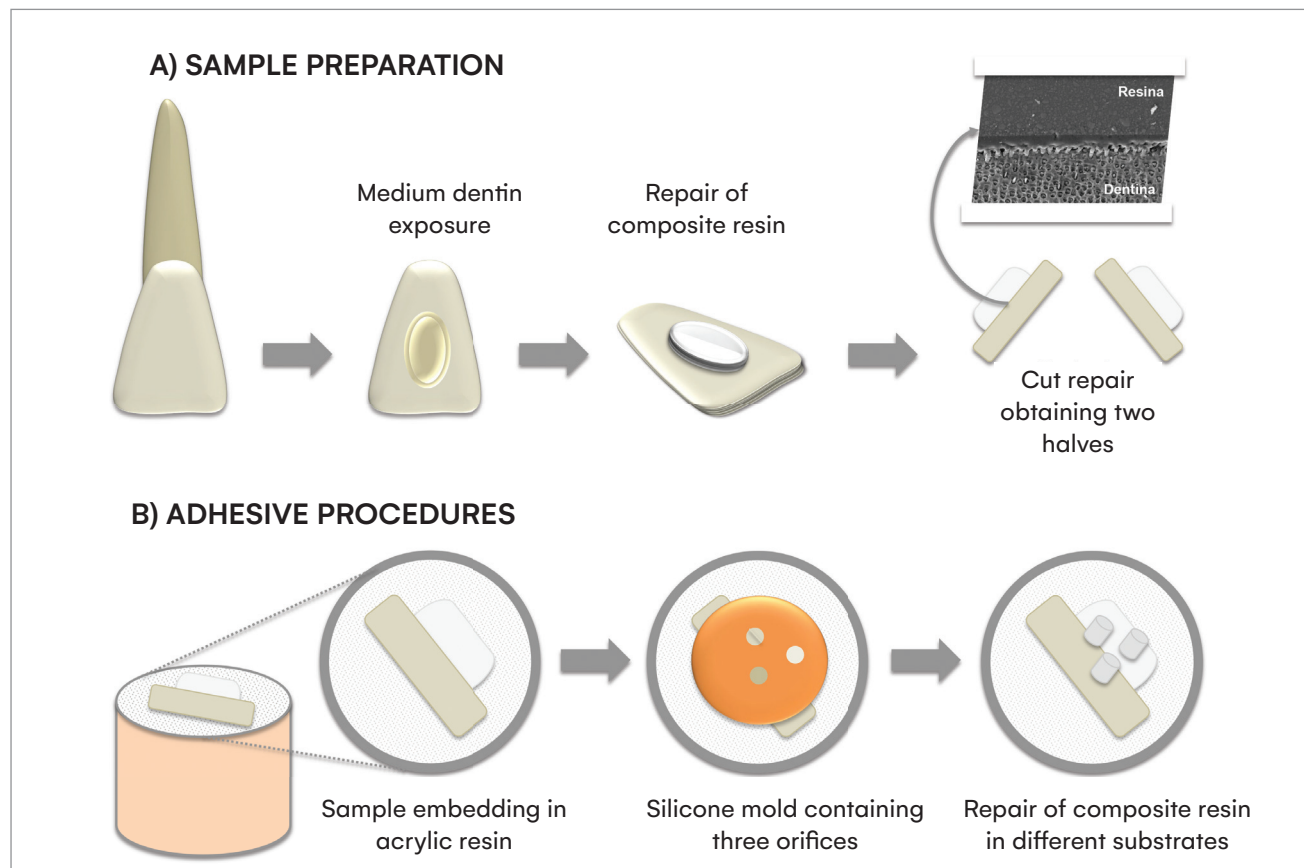 A) SAMPLE PREPARATION
Resina
Dentina
Medium dentin
exposure
Repair of
composite resin
Cut repair
obtaining two
halves
B) ADHESIVE PROCEDURES
Sample embedding in
acrylic resin
Silicone mold containing
three orifices
Repair of composite resin
in different substrates